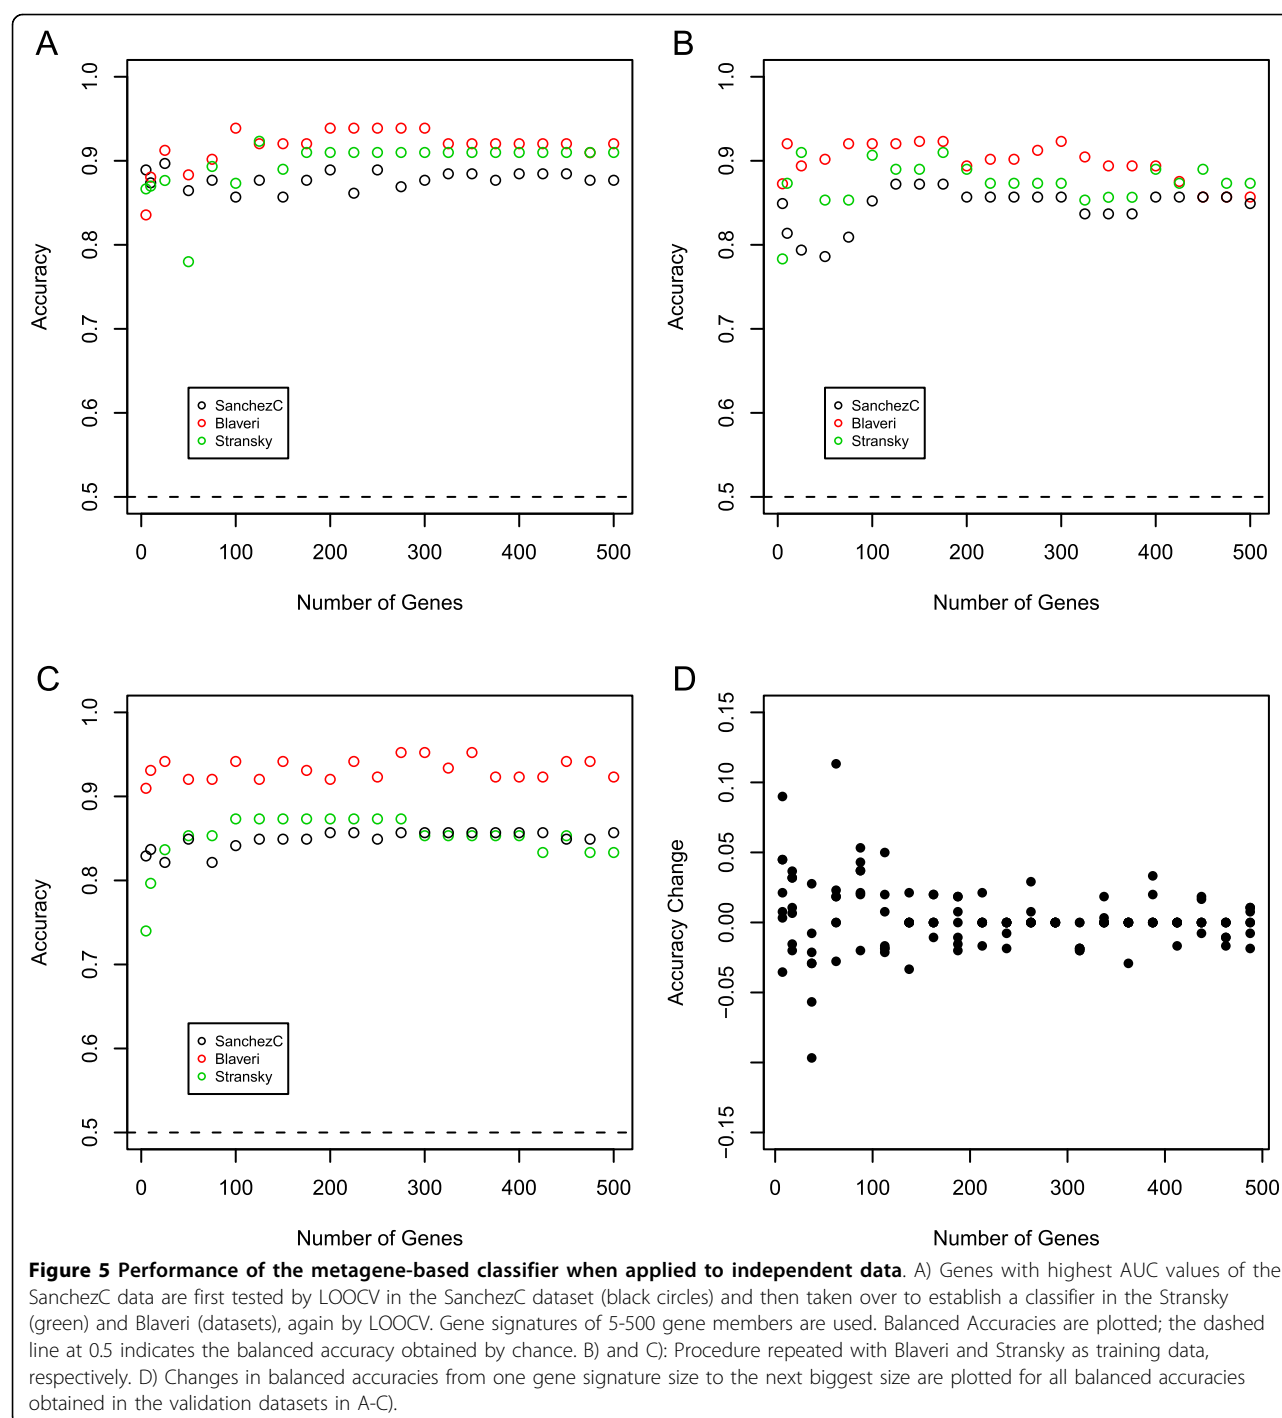 A
1.0
0.9
0.8
0.7
0.6
0.5
Accuracy
SanchezC
Blaveri
Stransky
0 100 200 300 400 500
Number of Genes
B
1.0
0.9
0.8
0.7
0.6
0.5
Accuracy
SanchezC
Blaveri
Stransky
0 100 200 300 400 500
Number of Genes
C
1.0
0.9
0.8
0.7
0.6
0.5
Accuracy
SanchezC
Blaveri
Stransky
0 100 200 300 400 500
Number of Genes
D
0.15
0.10
0.05
0.00
−0.05
−0.15
Accuracy Change
0 100 200 300 400 500
Number of Genes
Figure 5 Performance of the metagene-based classifier when applied to independent data. A) Genes with highest AUC values of the
SanchezC data are first tested by LOOCV in the SanchezC dataset (black circles) and then taken over to establish a classifier in the Stransky
(green) and Blaveri (datasets), again by LOOCV. Gene signatures of 5-500 gene members are used. Balanced Accuracies are plotted; the dashed
line at 0.5 indicates the balanced accuracy obtained by chance. B) and C): Procedure repeated with Blaveri and Stransky as training data,
respectively. D) Changes in balanced accuracies from one gene signature size to the next biggest size are plotted for all balanced accuracies
obtained in the validation datasets in A-C).